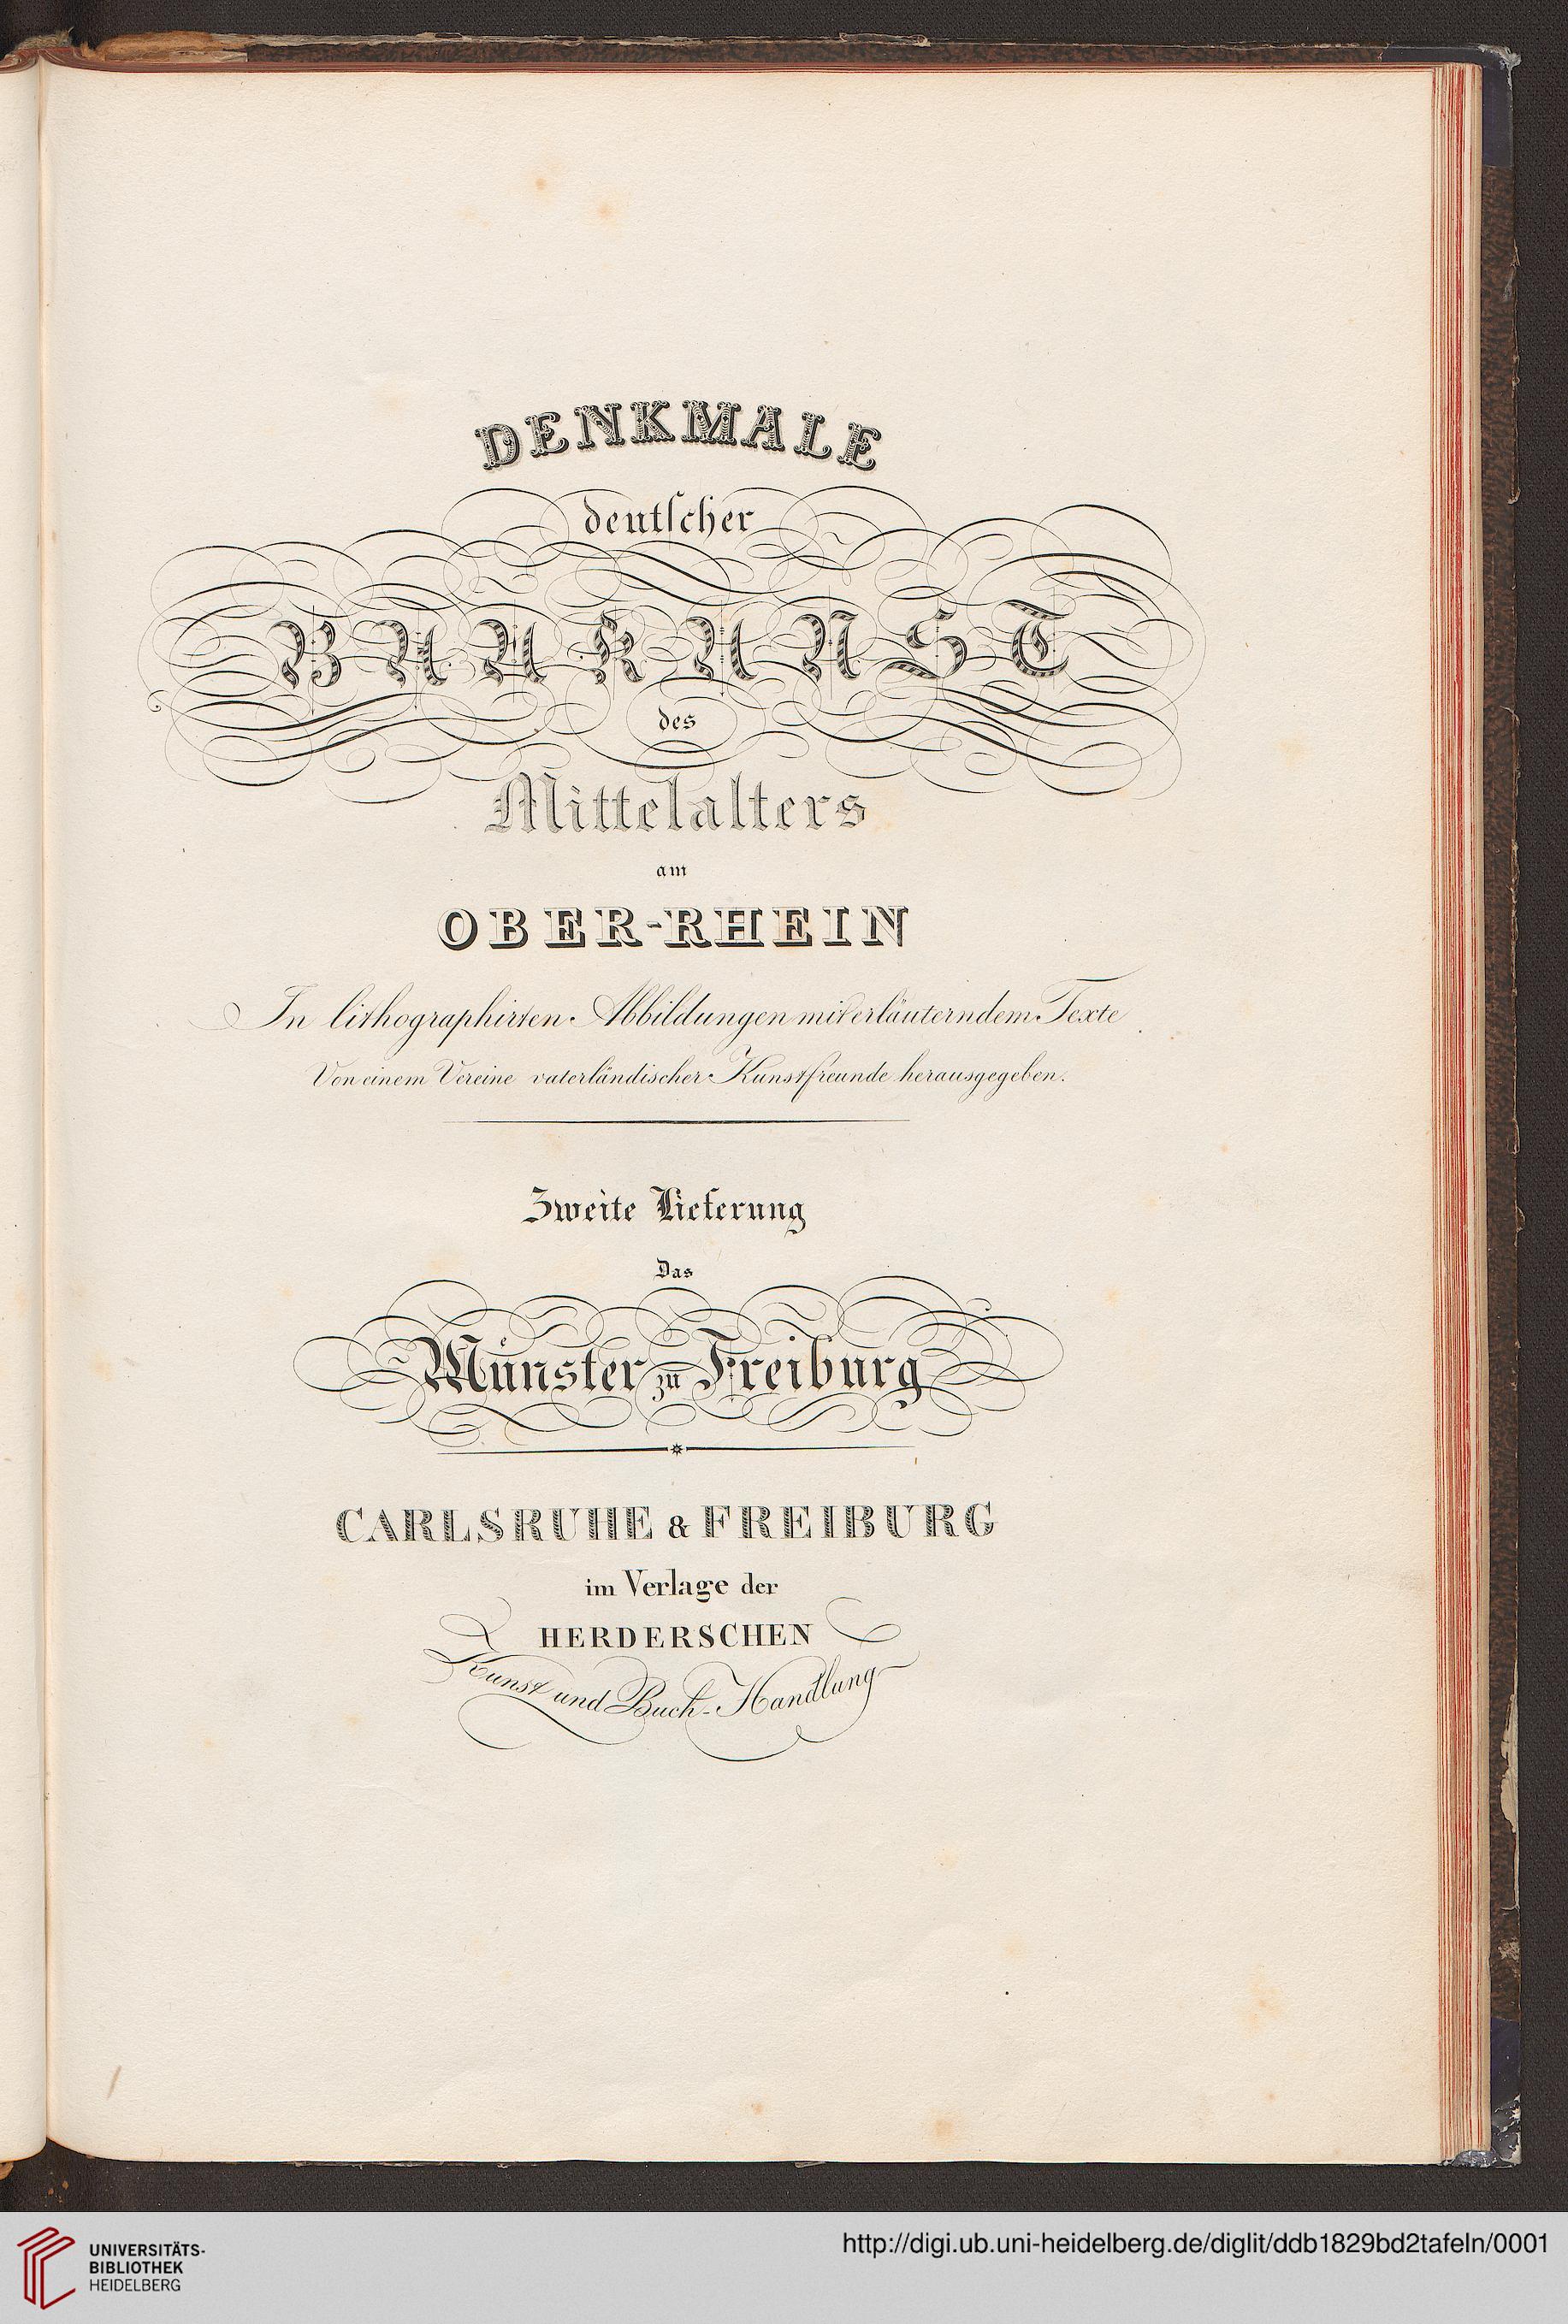 DENKMALE
deutſcher
BAUKUNST
des
Mittelalters
am
OBER-RHEIN
In lithographirten Abbildungen mit erläuterndem Texte
Von einem Vereine vaterländischer Kunstfreunde herausgegeben.
Zweite Lieferung
Das
Münster zu Freiburg
CARLSRUHE & FREIBURG
im Verlage der
HERDERSCHEN
Kunst und Buch-Handlung
UNIVERSITÄTS-
BIBLIOTHEK
HEIDELBERG
http://digi.ub.uni-heidelberg.de/diglit/ddb1829bd2tafeln/0001